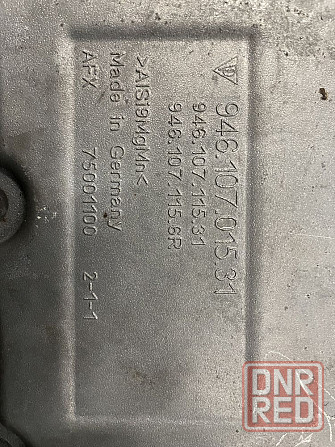 946.107.015.31
946.107.115.31
946.107.115.6R
>AlSi9MgMn<
Made in Germany
AFX 75001100 2-1-1
DNR
RED